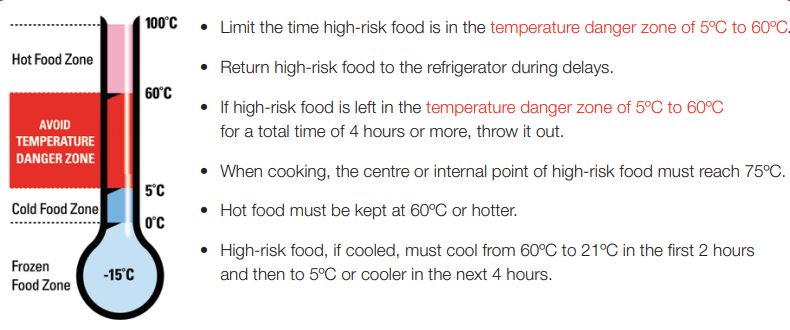 100°C
Hot Food Zone
60°C
AVOID
TEMPERATURE
DANGER ZONE
5°C
Cold Food Zone
0°C
Frozen
Food Zone
-15°C
• Limit the time high-risk food is in the temperature danger zone of 5ºC to 60ºC.
• Return high-risk food to the refrigerator during delays.
• If high-risk food is left in the temperature danger zone of 5ºC to 60ºC
for a total time of 4 hours or more, throw it out.
• When cooking, the centre or internal point of high-risk food must reach 75ºC.
• Hot food must be kept at 60ºC or hotter.
• High-risk food, if cooled, must cool from 60ºC to 21ºC in the first 2 hours
and then to 5ºC or cooler in the next 4 hours.